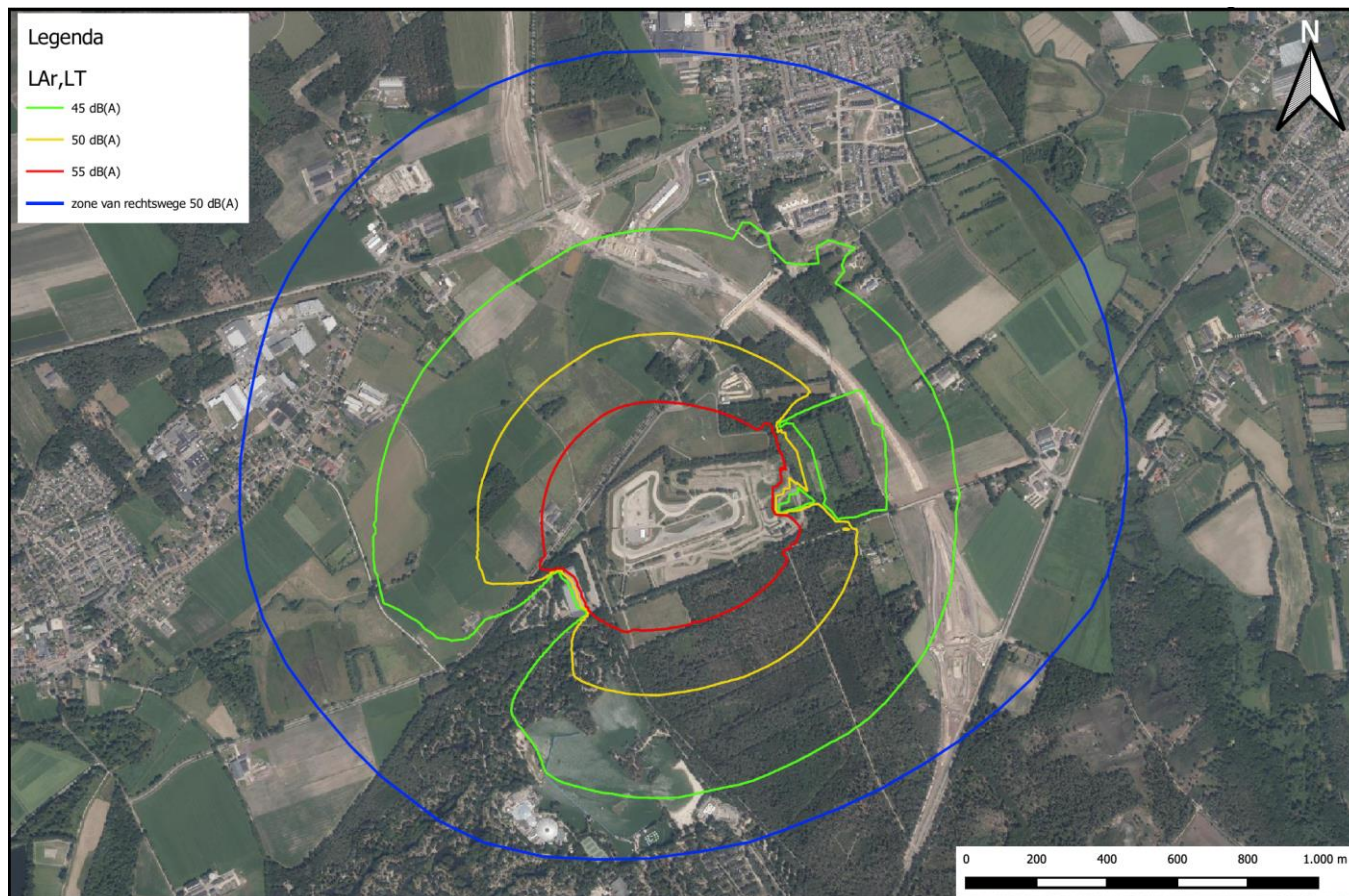 Legenda
LAr,LT
45 dB(A)
50 dB(A)
55 dB(A)
zone van rechtswege 50 dB(A)
N
0 200 400 600 800 1.000 m